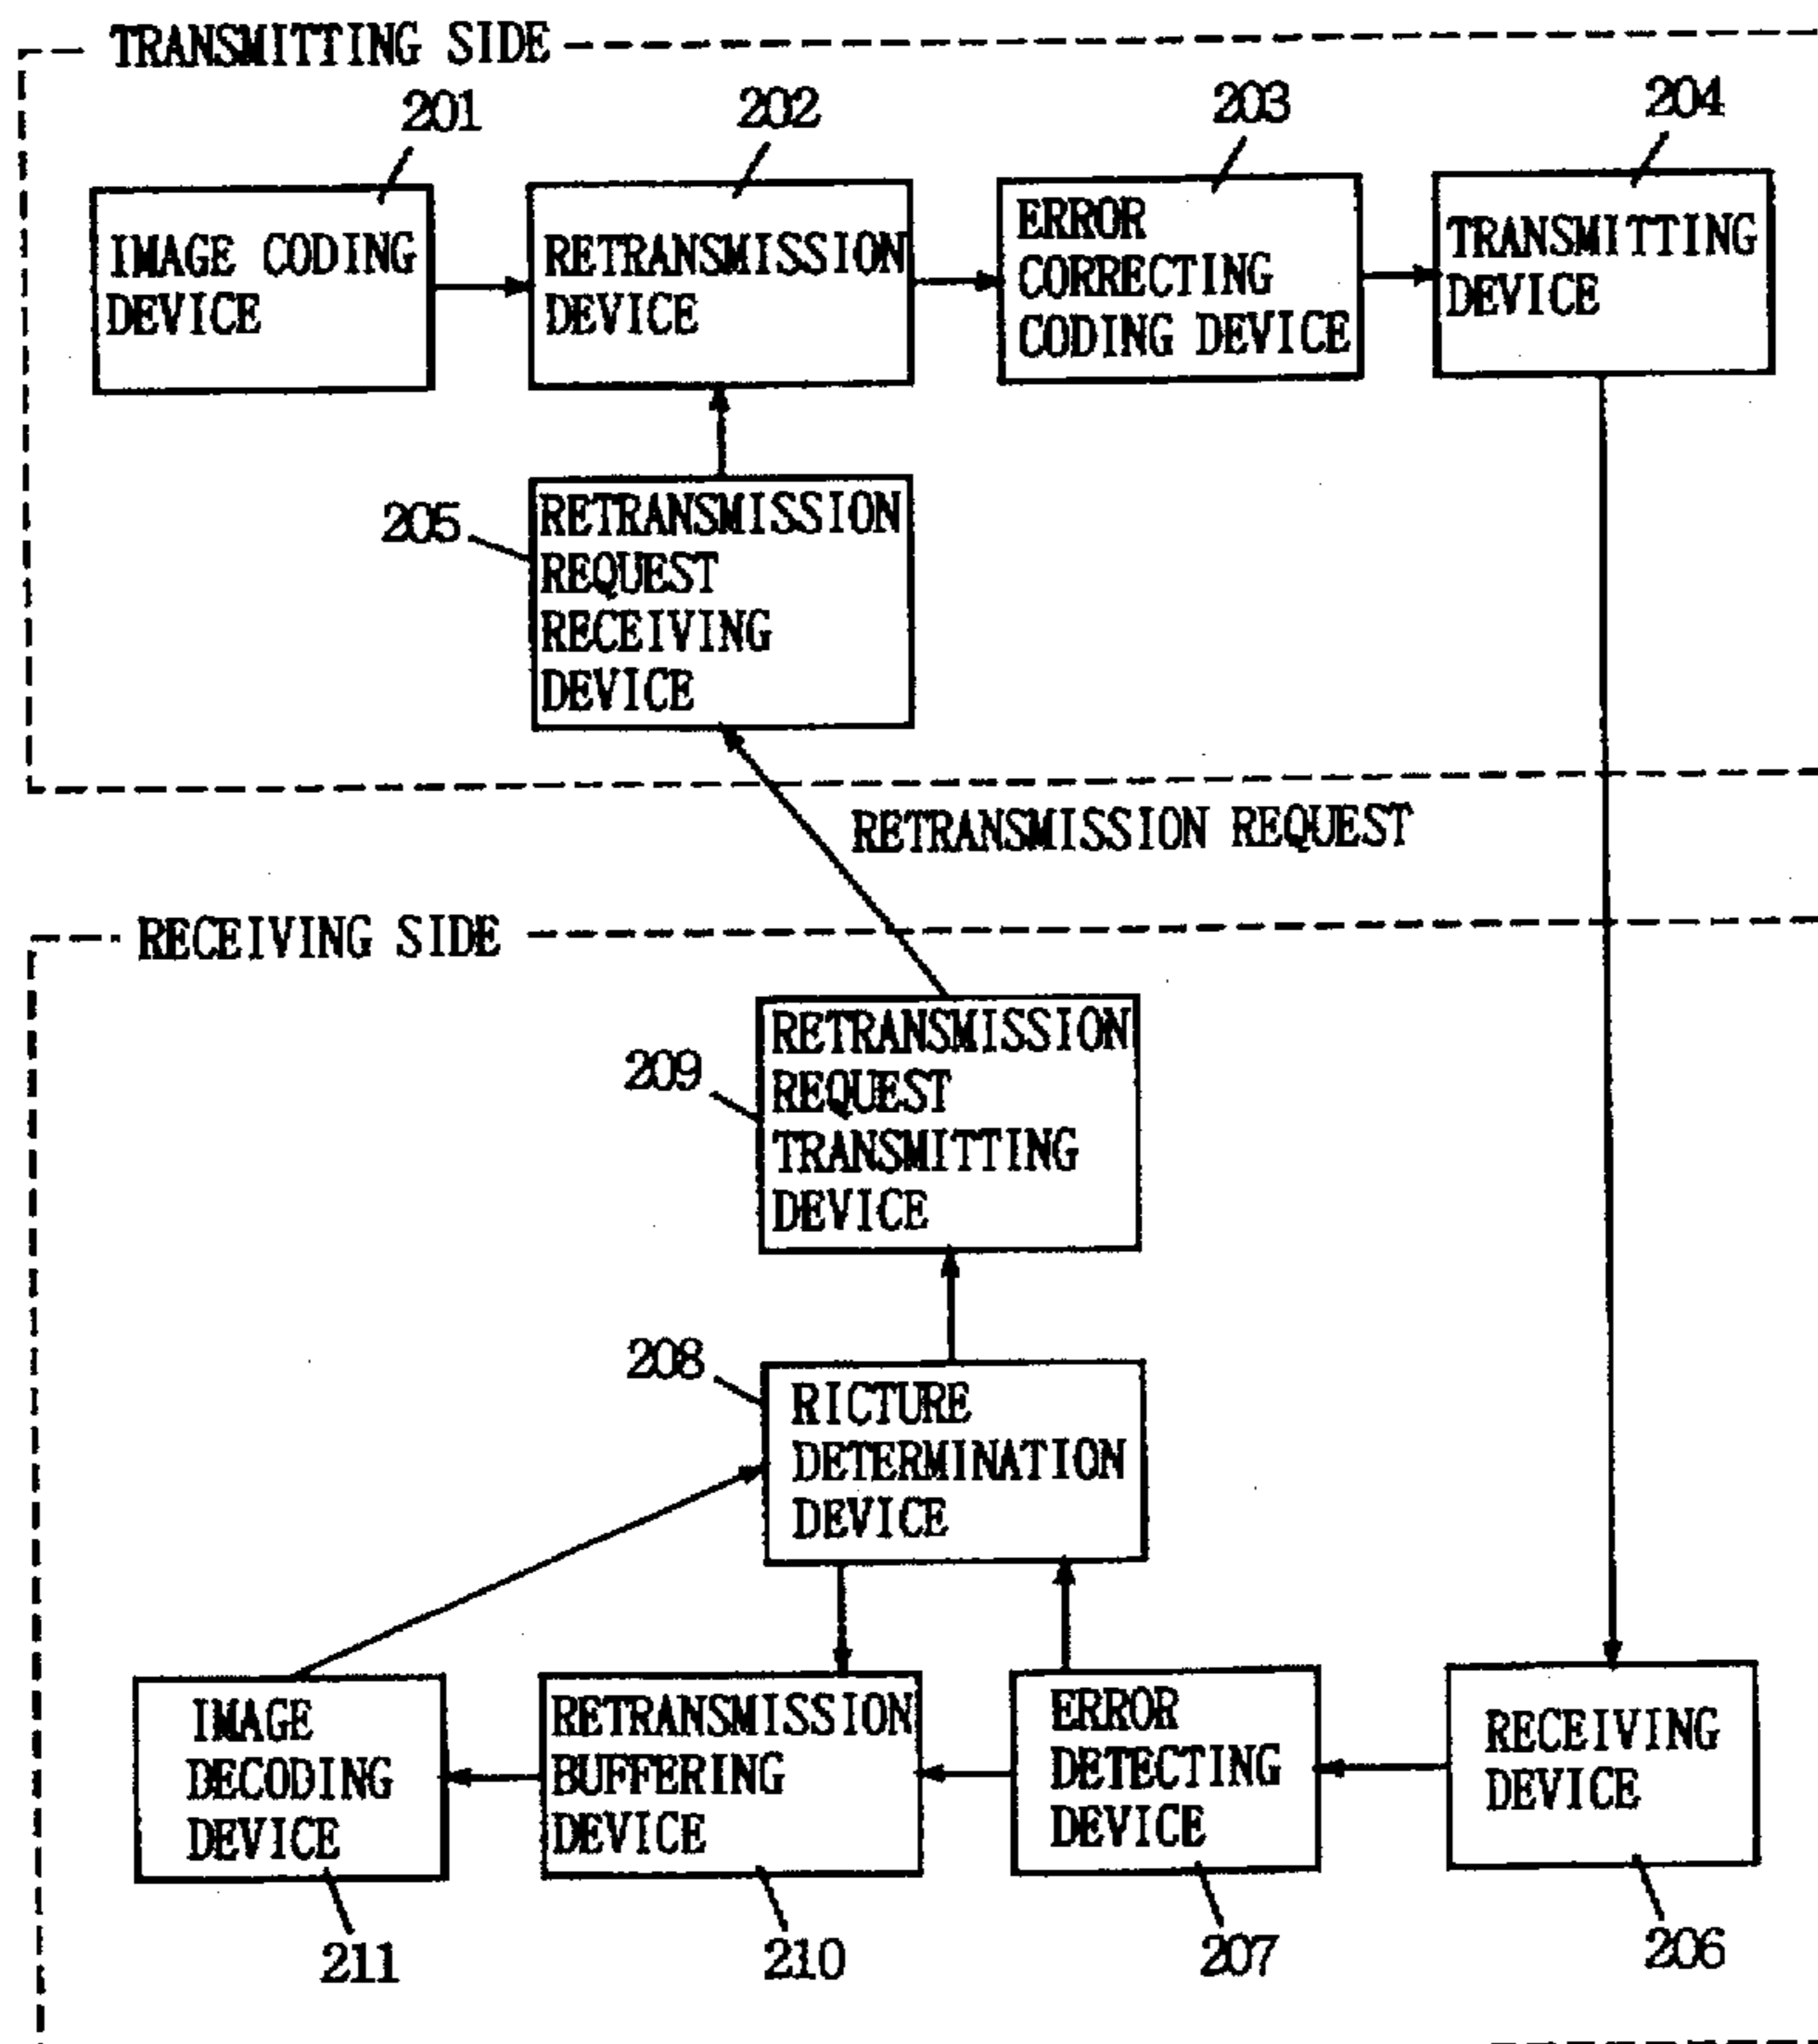 TRANSMITTING SIDE
201
202
203
204
IMAGE CODING
DEVICE
RETRANSMISSION
DEVICE
ERROR
CORRECTING
CODING DEVICE
TRANSMITTING
DEVICE
205
RETRANSMISSION
REQUEST
RECEIVING
DEVICE
RETRANSMISSION REQUEST
RECEIVING SIDE
209
RETRANSMISSION
REQUEST
TRANSMITTING
DEVICE
208
RICTURE
DETERMINATION
DEVICE
IMAGE
DECODING
DEVICE
RETRANSMISSION
BUFFERING
DEVICE
ERROR
DETECTING
DEVICE
RECEIVING
DEVICE
211
210
207
206